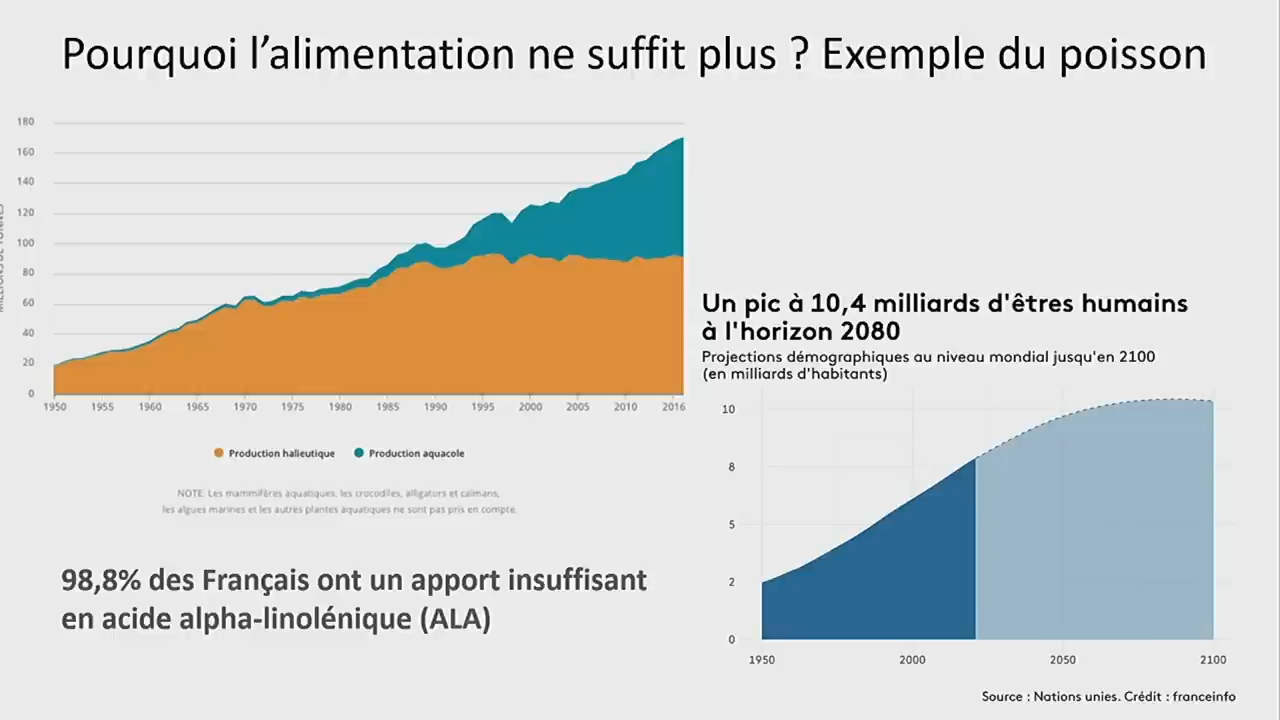 Pourquoi l’alimentation ne suffit plus ? Exemple du poisson
180
160
140
120
100
80
60
40
20
0
1950 1955 1960 1965 1970 1975 1980 1985 1990 1995 2000 2005 2010 2016
Production halieutique Production aquacole
NOTE: Les mammifères aquatiques, les crocodiles, alligators et caïmans,
les algues marines et les autres plantes aquatiques ne sont pas pris en compte.
98,8% des Français ont un apport insuffisant
en acide alpha-linolénique (ALA)
Un pic à 10,4 milliards d'êtres humains
à l'horizon 2080
Projections démographiques au niveau mondial jusqu'en 2100
(en milliards d'habitants)
10
8
5
2
0
1950 2000 2050 2100
Source : Nations unies. Crédit : franceinfo